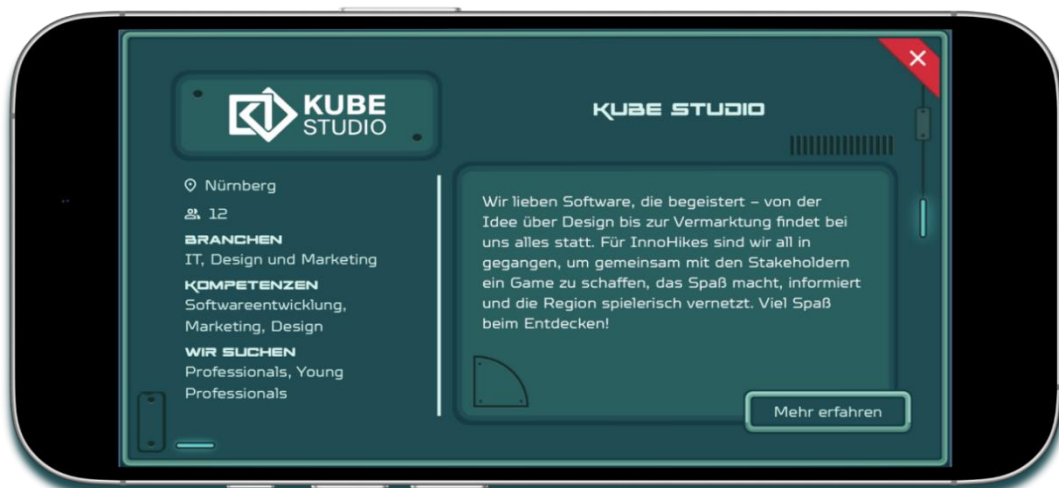 KUBE
STUDIO
KUBE STUDIO
Nürnberg
12
BRANCHEN
IT, Design und Marketing
KOMPETENZEN
Softwareentwicklung,
Marketing, Design
WIR SUCHEN
Professionals, Young
Professionals
Wir lieben Software, die begeistert – von der
Idee über Design bis zur Vermarktung findet bei
uns alles statt. Für InnoHikes sind wir all in
gegangen, um gemeinsam mit den Stakeholdern
ein Game zu schaffen, das Spaß macht, informiert
und die Region spielerisch vernetzt. Viel Spaß
beim Entdecken!
Mehr erfahren